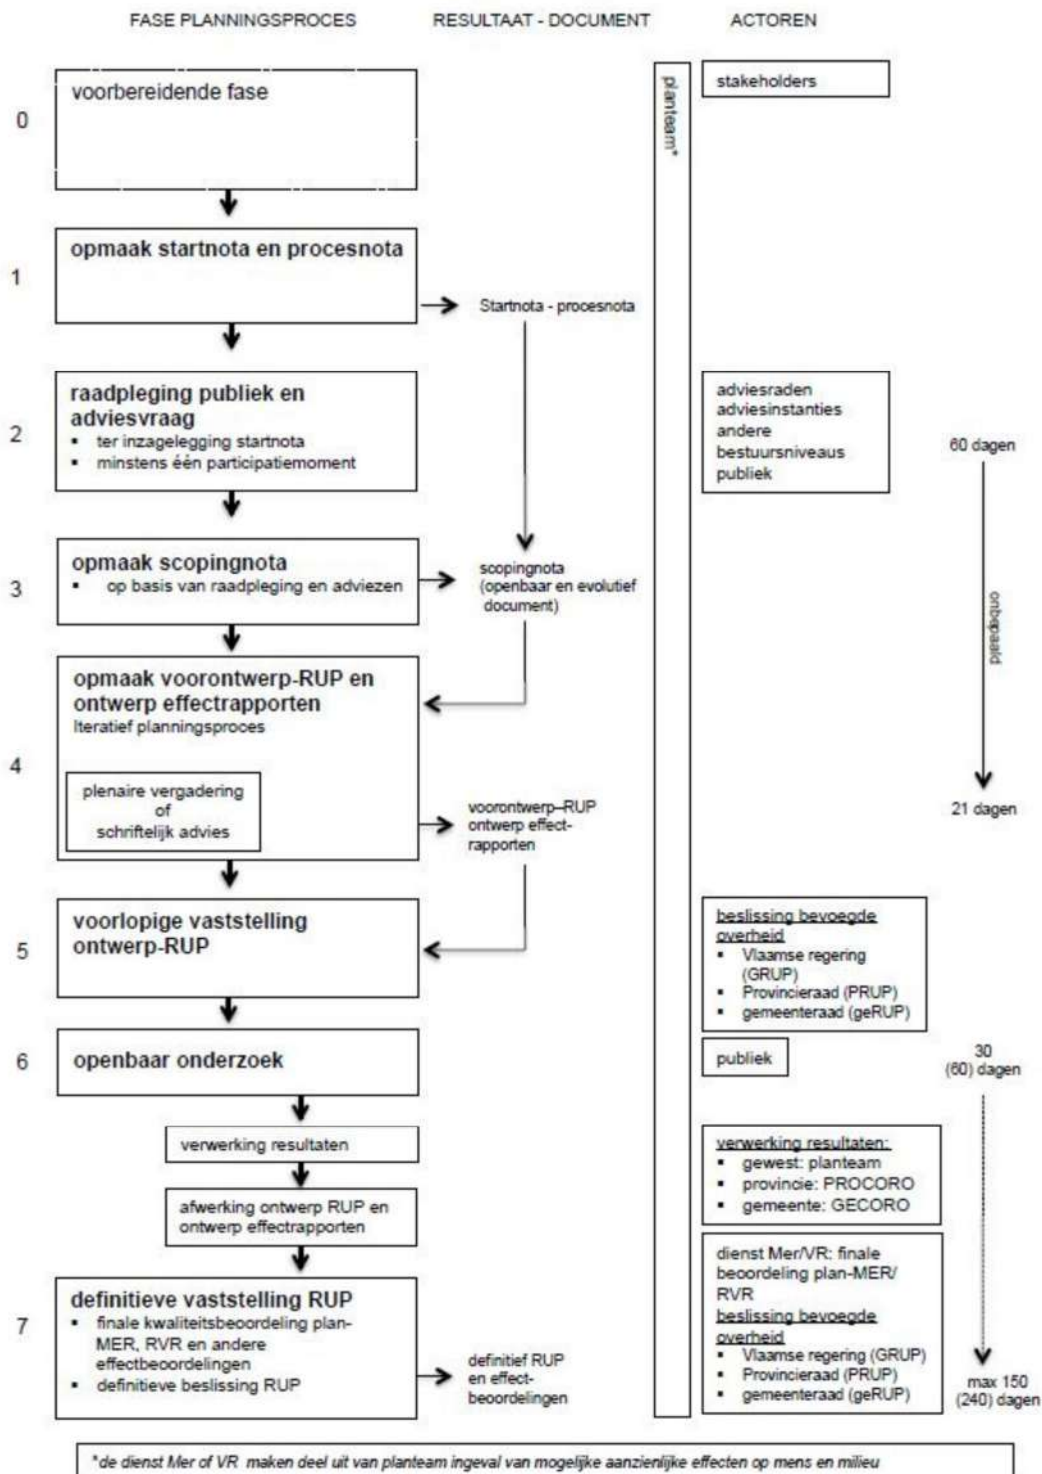 FASE PLANNINGSPROCES
RESULTAAT - DOCUMENT
ACTOREN
planteam*
stakeholders
0
voorbereidende fase
1
opmaak startnota en procesnota
Startnota - procesnota
2
raadpleging publiek en
adviesvraag
▪ ter inzagelegging startnota
▪ minstens één participatiemoment
adviesraden
adviesinstanties
andere
bestuursniveaus
publiek
60 dagen
onbepaald
21 dagen
3
opmaak scopingnota
▪ op basis van raadpleging en adviezen
scopingnota
(openbaar en evolutief
document)
4
opmaak voorontwerp-RUP en
ontwerp effectrapporten
Iteratief planningsproces
plenaire vergadering
of
schriftelijk advies
voorontwerp–RUP
ontwerp effect-
rapporten
5
voorlopige vaststelling
ontwerp-RUP
beslissing bevoegde
overheid
▪ Vlaamse regering
(GRUP)
▪ Provincieraad (PRUP)
▪ gemeenteraad (geRUP)
6
openbaar onderzoek
publiek
30
(60) dagen
verwerking resultaten
verwerking resultaten:
▪ gewest: planteam
▪ provincie: PROCORO
▪ gemeente: GECORO
afwerking ontwerp RUP en
ontwerp effectrapporten
7
definitieve vaststelling RUP
▪ finale kwaliteitsbeoordeling plan-
MER, RVR en andere
effectbeoordelingen
▪ definitieve beslissing RUP
definitief RUP
en effect-
beoordelingen
dienst Mer/VR: finale
beoordeling plan-MER/
RVR
beslissing bevoegde
overheid
▪ Vlaamse regering (GRUP)
▪ Provincieraad (PRUP)
▪ gemeenteraad (geRUP)
max 150
(240) dagen
*de dienst Mer of VR maken deel uit van planteam ingeval van mogelijke aanzienlijke effecten op mens en milieu